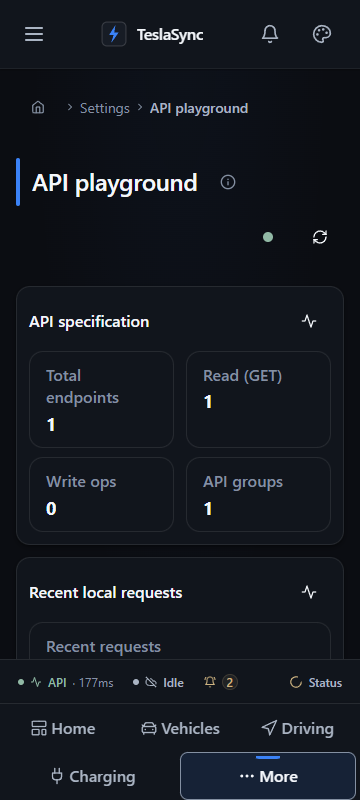 TeslaSync
Settings
API playground
API playground
API specification
Total
endpoints
1
Read (GET)
1
Write ops
0
API groups
1
Recent local requests
Recent requests
API · 177ms
Idle
2
Status
Home
Vehicles
Driving
Charging
More